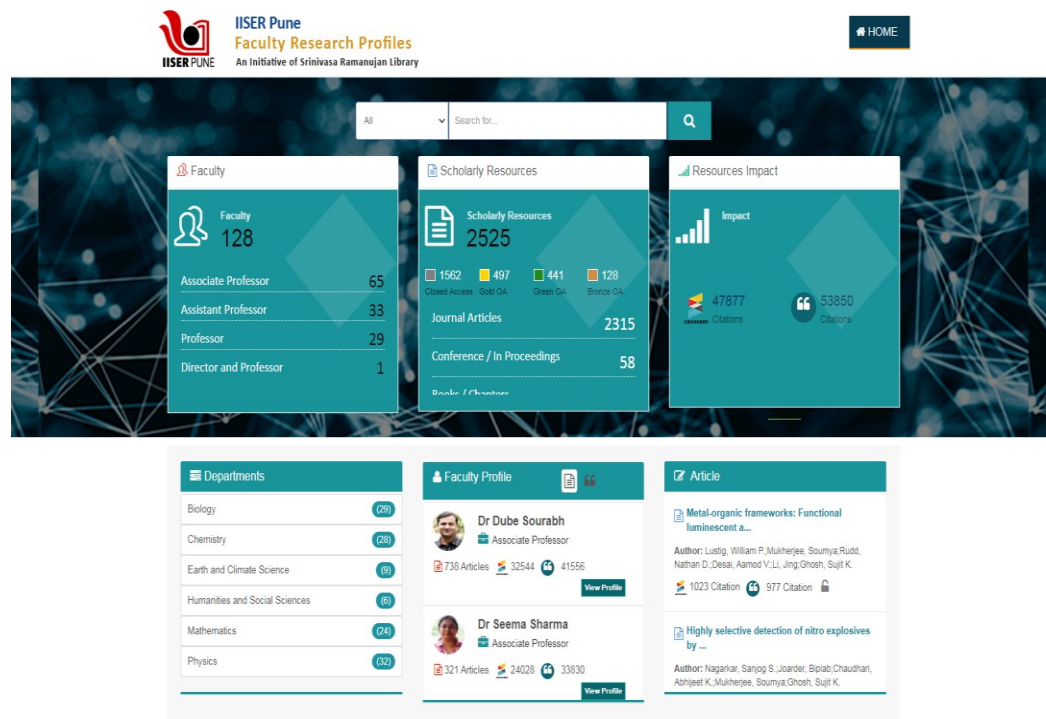 IISER PUNE
IISER Pune
Faculty Research Profiles
An Initiative of Srinivasa Ramanujan Library
HOME
All
Search for...
Faculty
Faculty
128
Associate Professor 65
Assistant Professor 33
Professor 29
Director and Professor 1
Scholarly Resources
Scholarly Resources
2525
1562 497 441 128
Closed Access Gold OA Green OA Bronze OA
Journal Articles 2315
Conference / In Proceedings 58
Books / Chapters
Resources Impact
Impact
47877 53850
Citations Citations
Departments
Biology (29)
Chemistry (28)
Earth and Climate Science (9)
Humanities and Social Sciences (6)
Mathematics (24)
Physics (32)
Faculty Profile
Dr Dube Sourabh
Associate Professor
738 Articles 32544 41556
View Profile
Dr Seema Sharma
Associate Professor
321 Articles 24028 33830
View Profile
Article
Metal-organic frameworks: Functional
luminescent a...
Author: Lustig, William P.;Mukherjee, Soumya;Rudd,
Nathan D.;Desai, Aamod V.;Li, Jing;Ghosh, Sujit K.
1023 Citation 977 Citation
Highly selective detection of nitro explosives
by ...
Author: Nagarkar, Sanjog S.;Joarder, Biplab;Chaudhari,
Abhijeet K.;Mukherjee, Soumya;Ghosh, Sujit K.